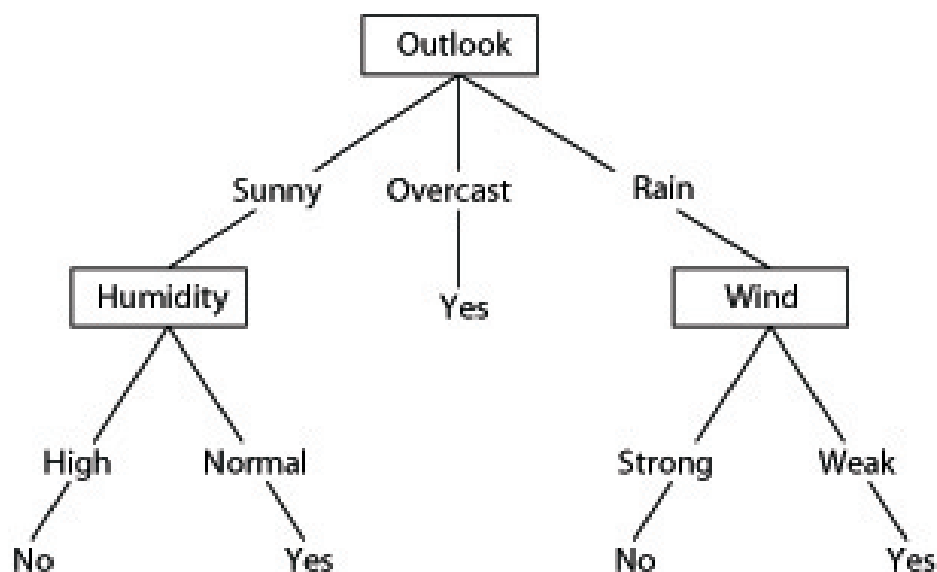 Outlook
Sunny Overcast Rain
Humidity Yes Wind
High Normal Strong Weak
No Yes No Yes